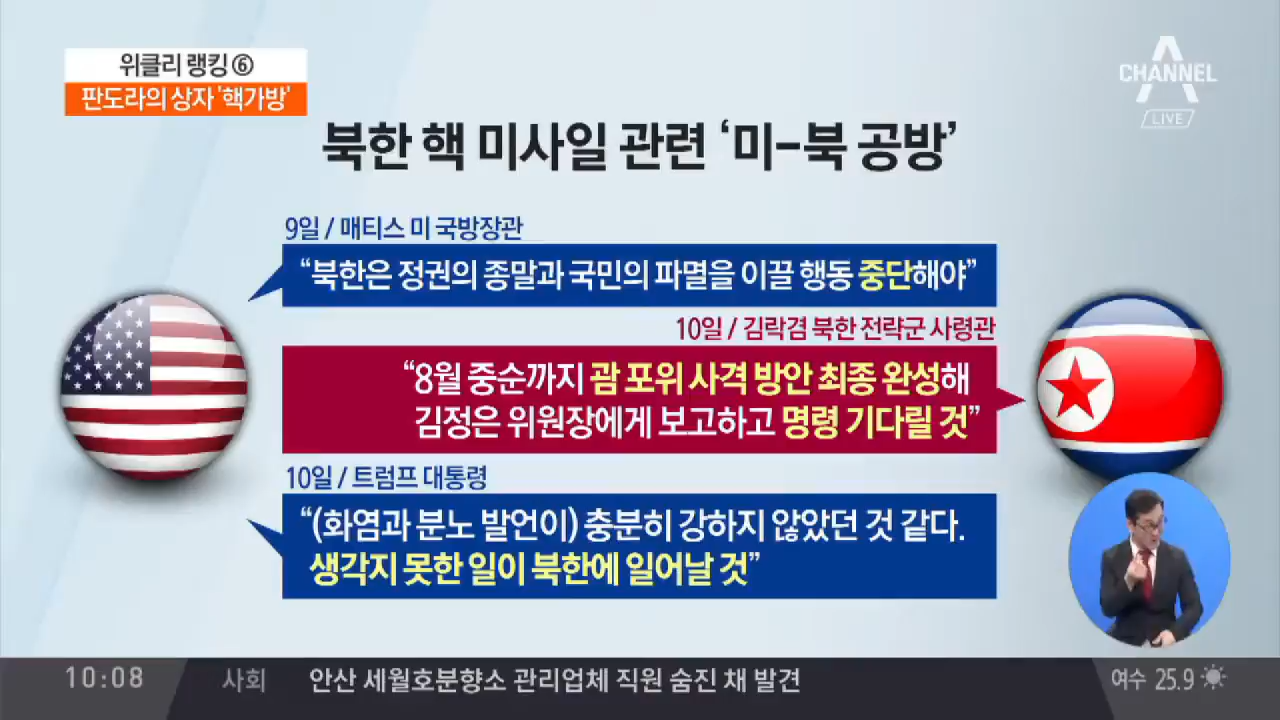 위클리 랭킹 ⑥
판도라의 상자 '핵가방'
CHANNEL A
LIVE
북한 핵 미사일 관련 ‘미-북 공방’
9일 / 매티스 미 국방장관
“북한은 정권의 종말과 국민의 파멸을 이끌 행동 중단해야”
10일 / 김락겸 북한 전략군 사령관
“8월 중순까지 괌 포위 사격 방안 최종 완성해
김정은 위원장에게 보고하고 명령 기다릴 것”
10일 / 트럼프 대통령
“(화염과 분노 발언이) 충분히 강하지 않았던 것 같다.
생각지 못한 일이 북한에 일어날 것”
10:08 사회 안산 세월호분향소 관리업체 직원 숨진 채 발견 여수 25.9